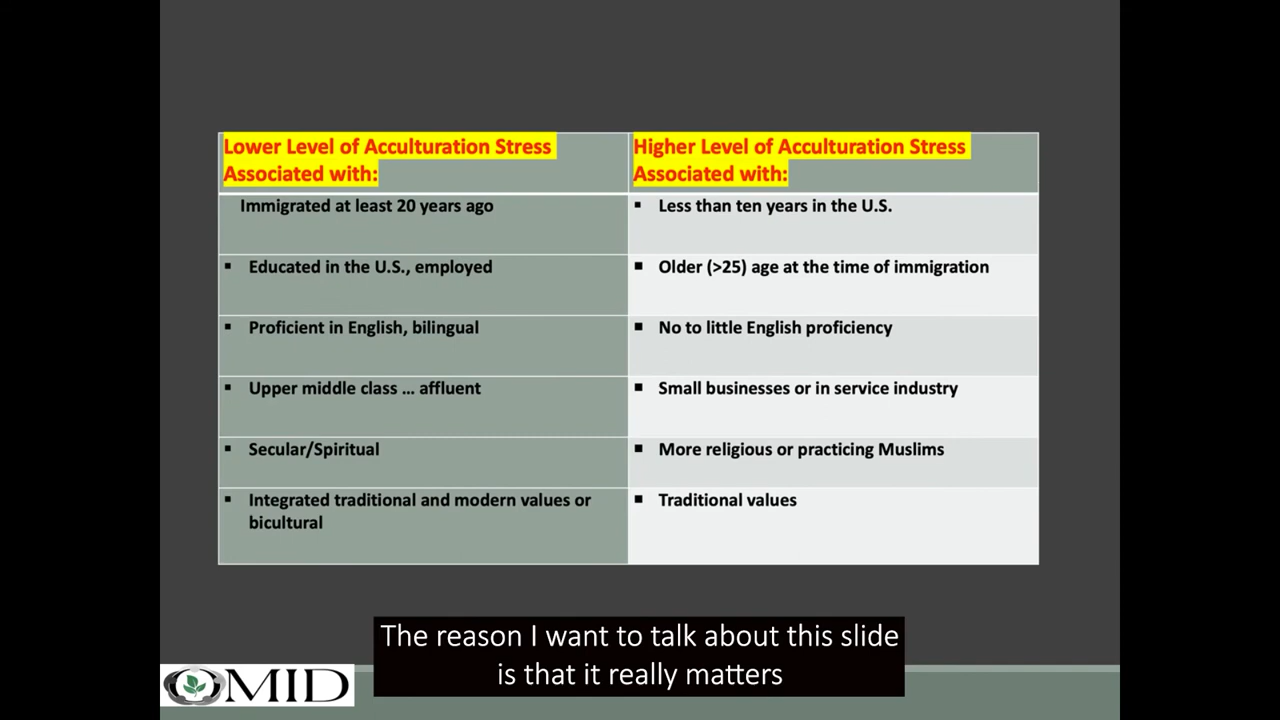 Lower Level of Acculturation Stress
Associated with:
Higher Level of Acculturation Stress
Associated with:
Immigrated at least 20 years ago
▪ Less than ten years in the U.S.
▪ Educated in the U.S., employed
▪ Older (>25) age at the time of immigration
▪ Proficient in English, bilingual
▪ No to little English proficiency
▪ Upper middle class ... affluent
▪ Small businesses or in service industry
▪ Secular/Spiritual
▪ More religious or practicing Muslims
▪ Integrated traditional and modern values or
bicultural
▪ Traditional values
The reason I want to talk about this slide
is that it really matters
OMID